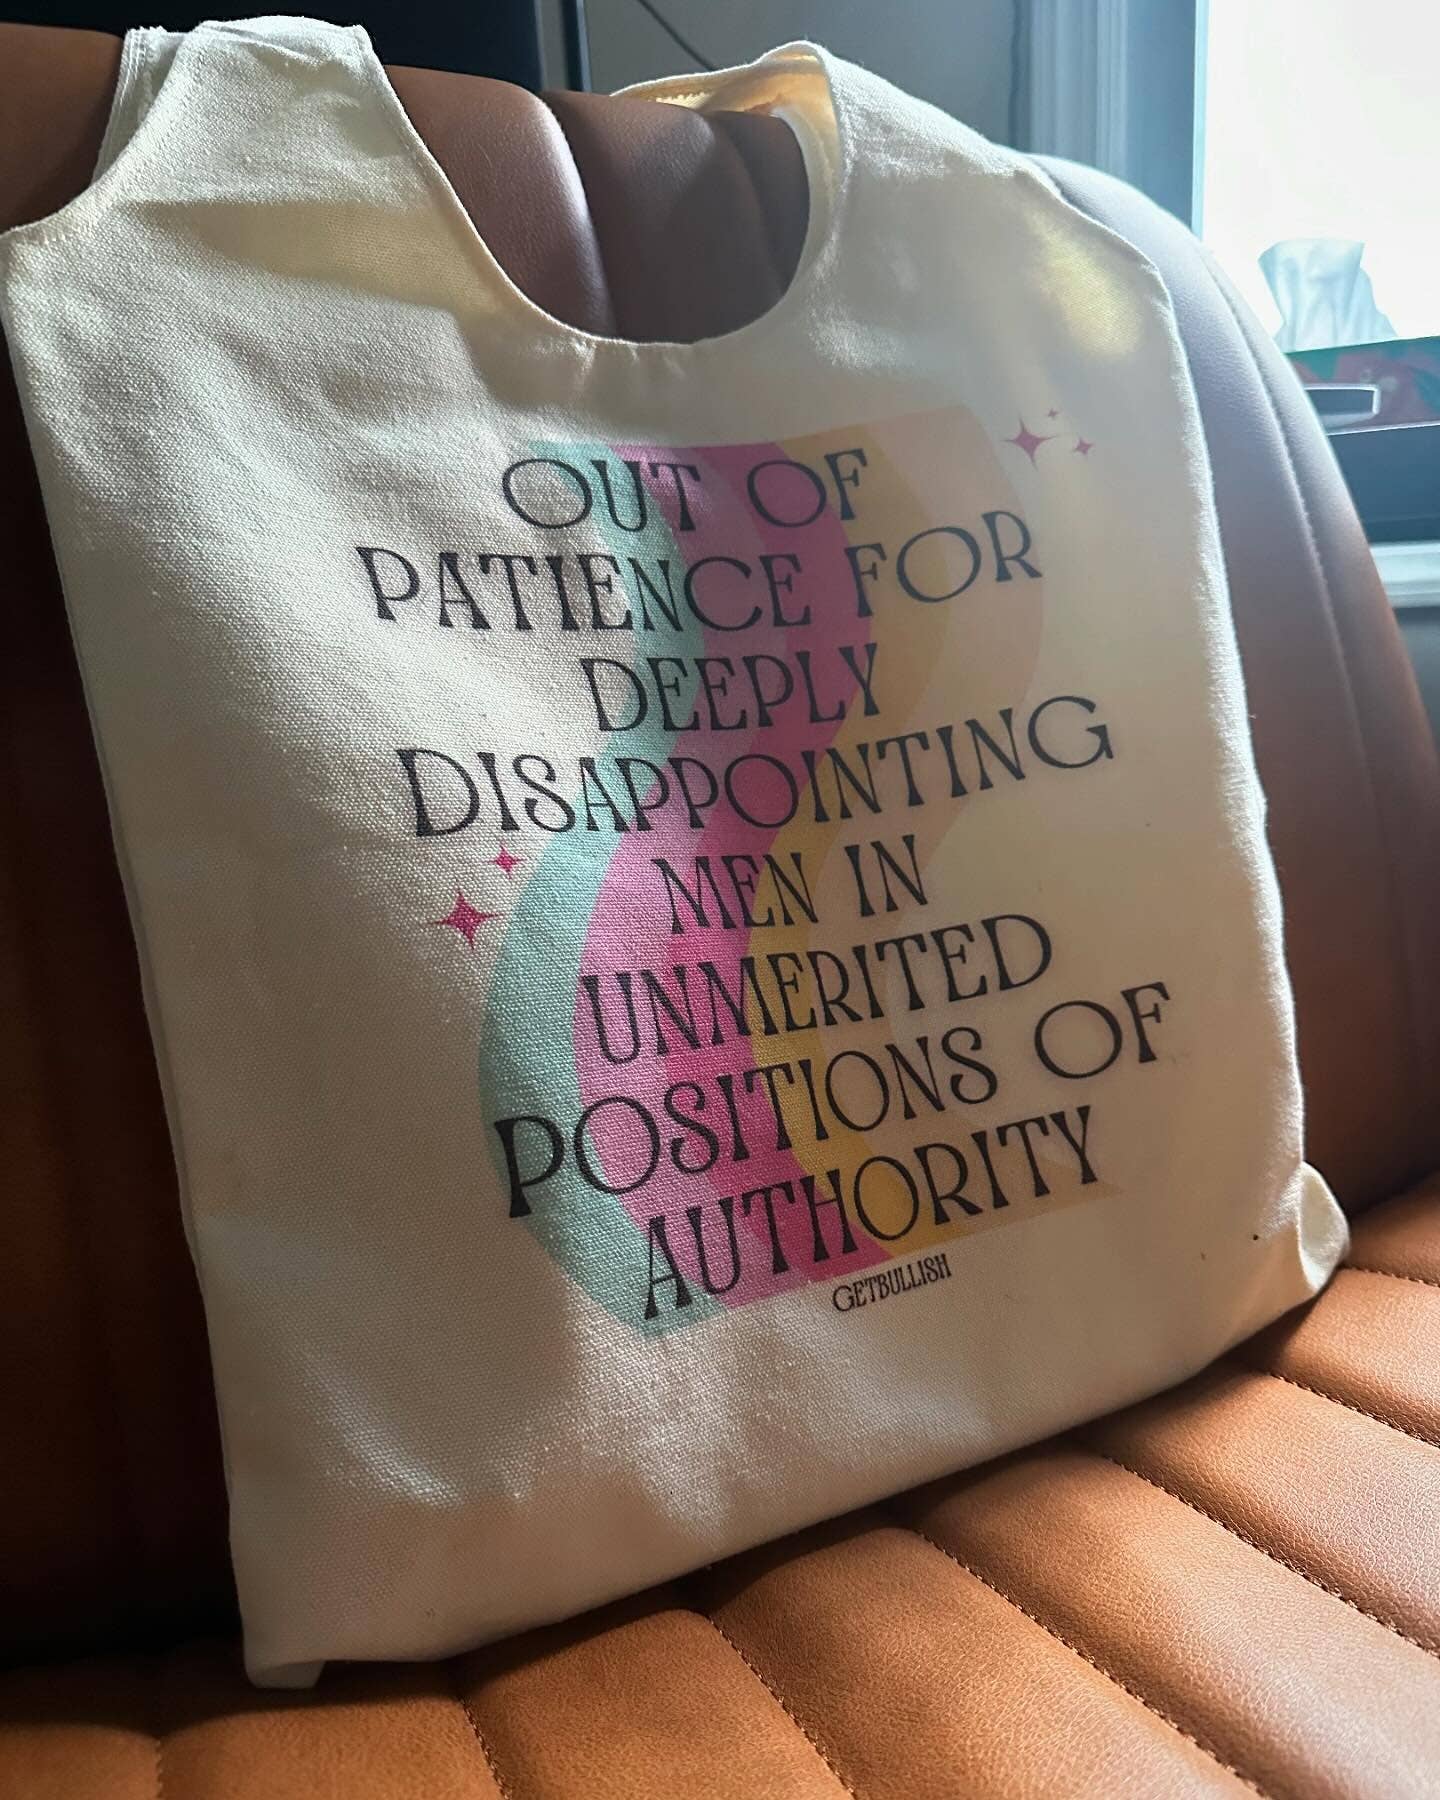 OUT OF
PATIENCE FOR
DEEPLY
DISAPPOINTING
MEN IN
UNMERITED
POSITIONS OF
AUTHORITY
GETBULLISH